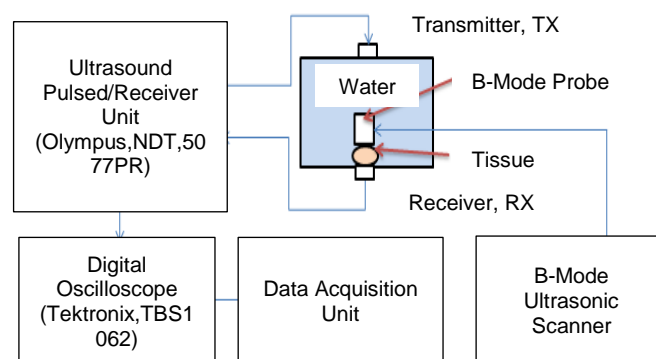 Transmitter, TX
Ultrasound
Pulsed/Receiver
Unit
(Olympus,NDT,50
77PR)
Water
B-Mode Probe
Tissue
Receiver, RX
Digital
Oscilloscope
(Tektronix,TBS1
062)
Data Acquisition
Unit
B-Mode
Ultrasonic
Scanner